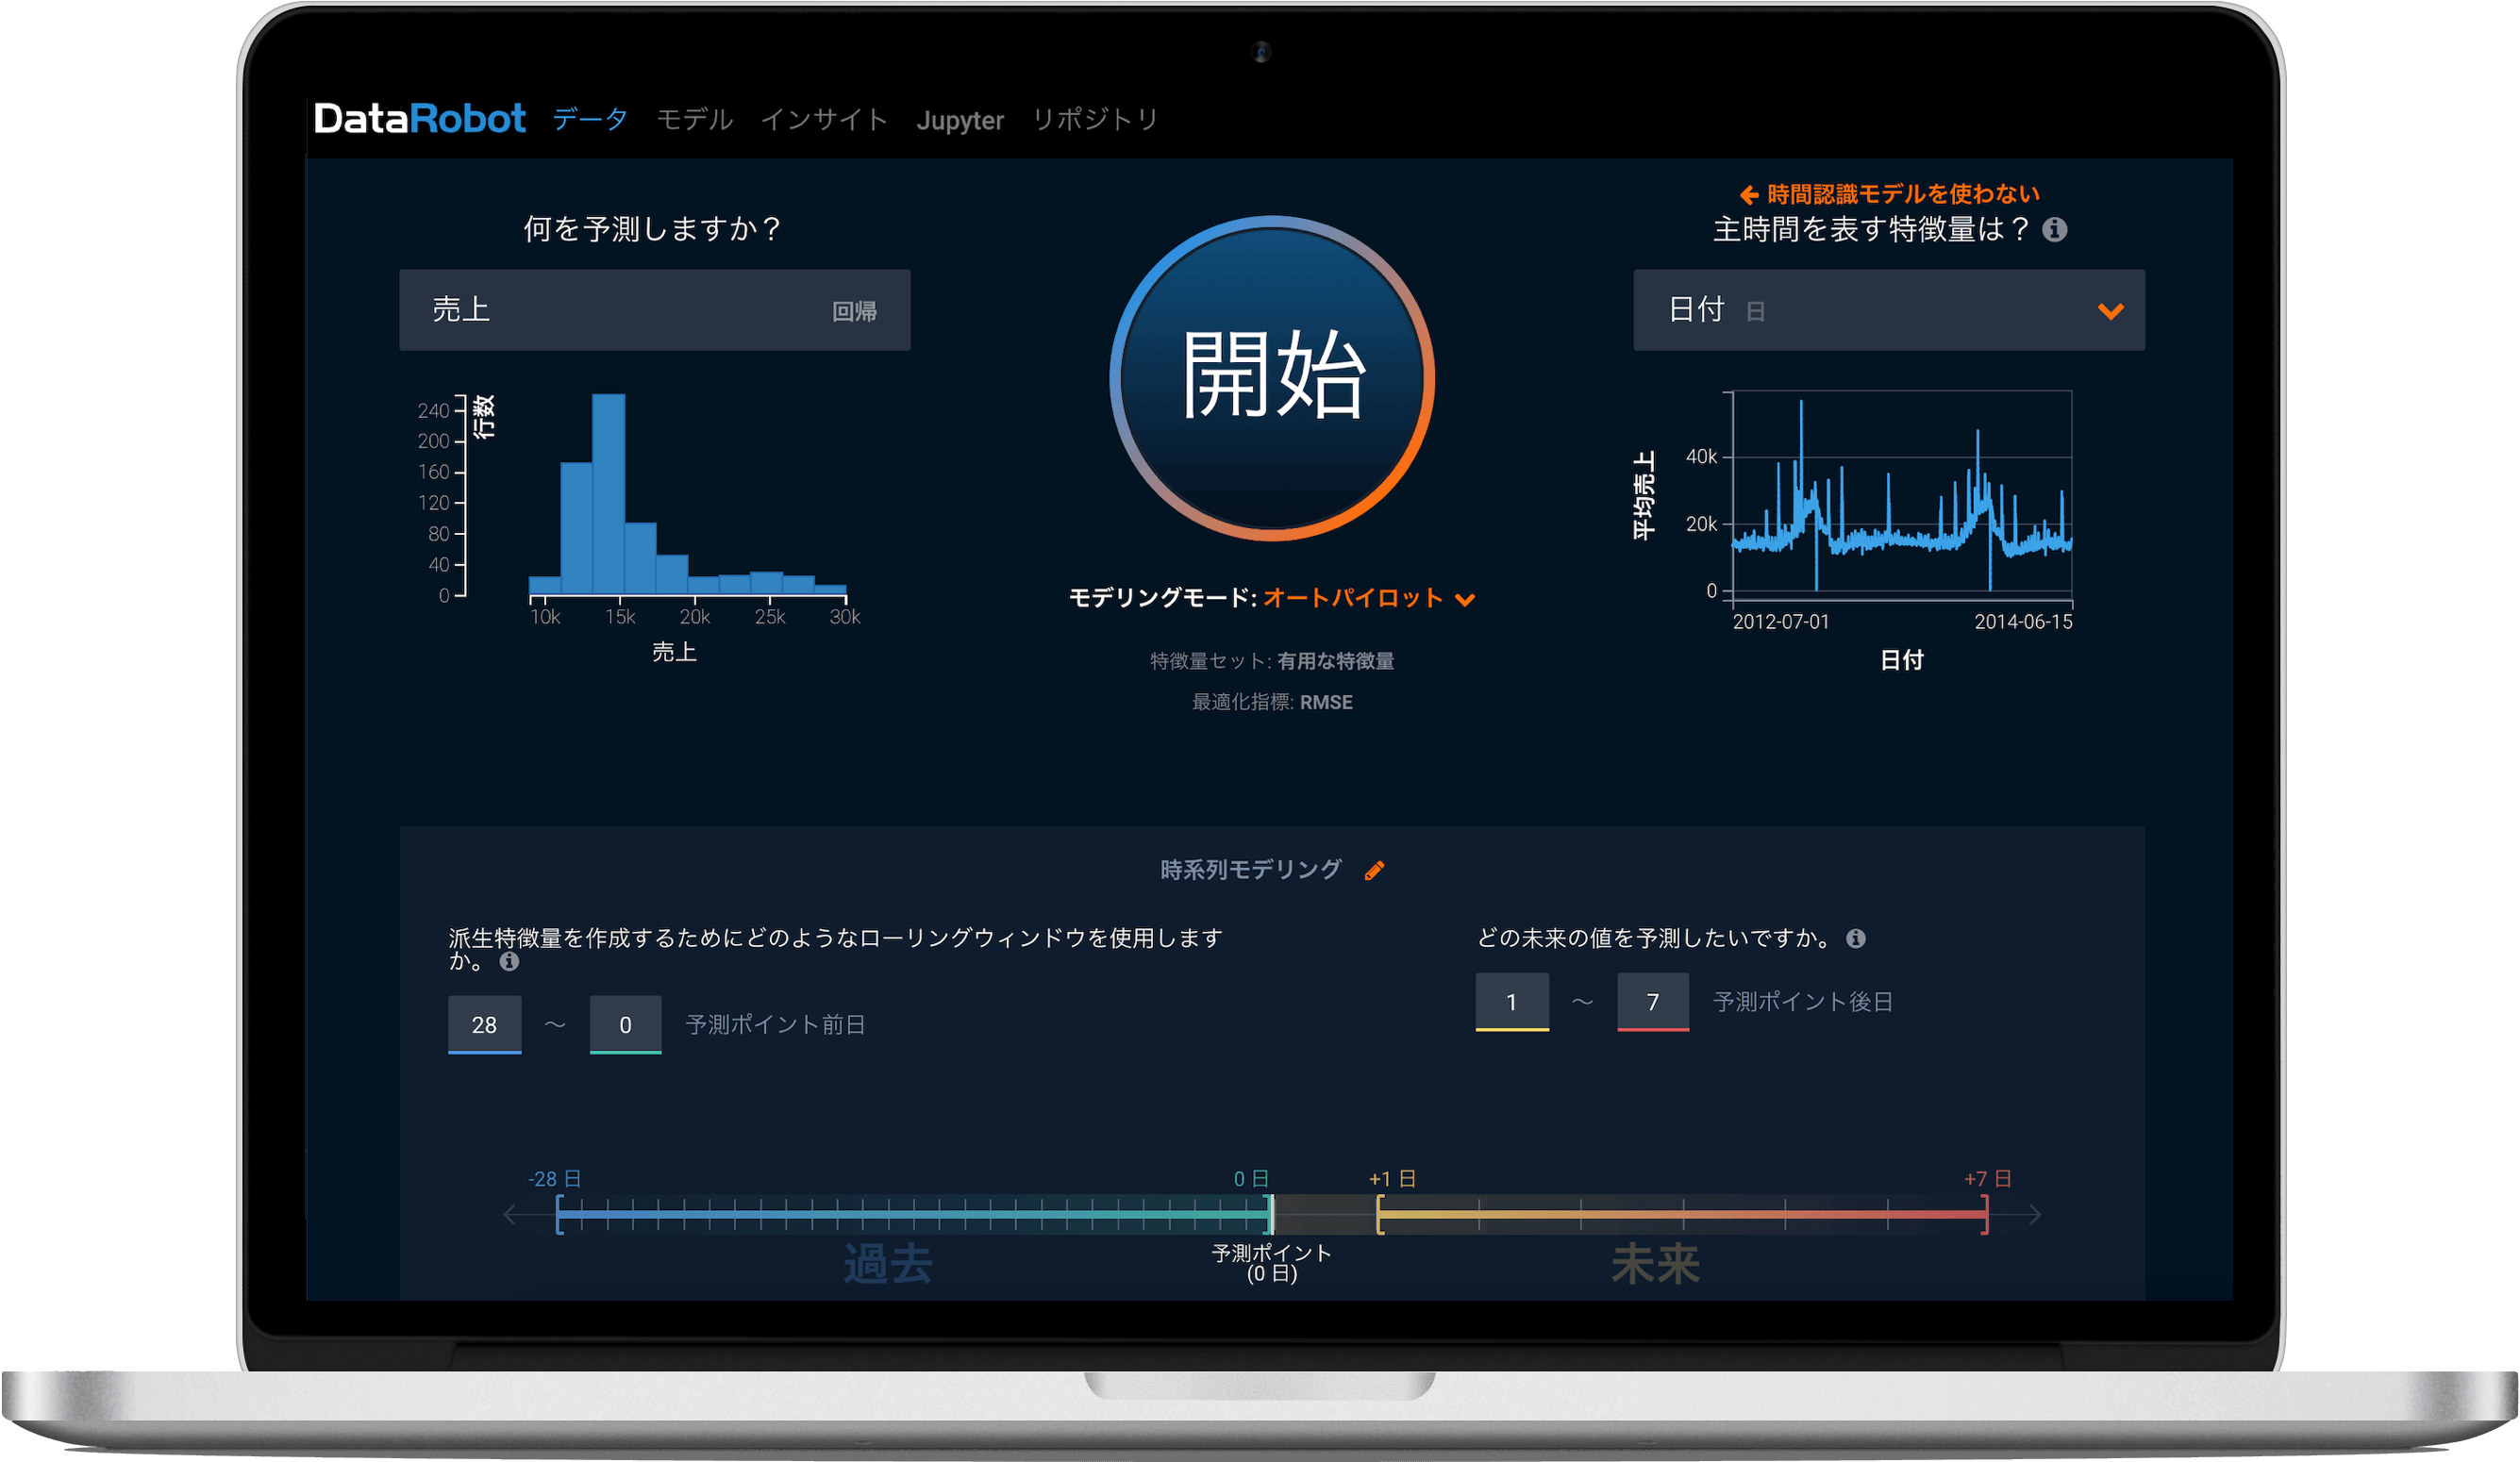 DataRobot データ モデル インサイト Jupyter リポジトリ
何を予測しますか？
売上 回帰
行数
240
200
160
120
80
40
0
10k 15k 20k 25k 30k
売上
開始
モデリングモード: オートパイロット
特徴量セット: 有用な特徴量
最適化指標: RMSE
時間認識モデルを使わない
主時間を表す特徴量は？
日付 日
平均売上
40k
20k
0
2012-07-01 2014-06-15
日付
時系列モデリング
派生特徴量を作成するためにどのようなローリングウィンドウを使用します
か。
28 ～ 0 予測ポイント前日
どの未来の値を予測したいですか。
1 ～ 7 予測ポイント後日
-28 日 0 日 +1 日 +7 日
過去
予測ポイント
(0 日)
未来